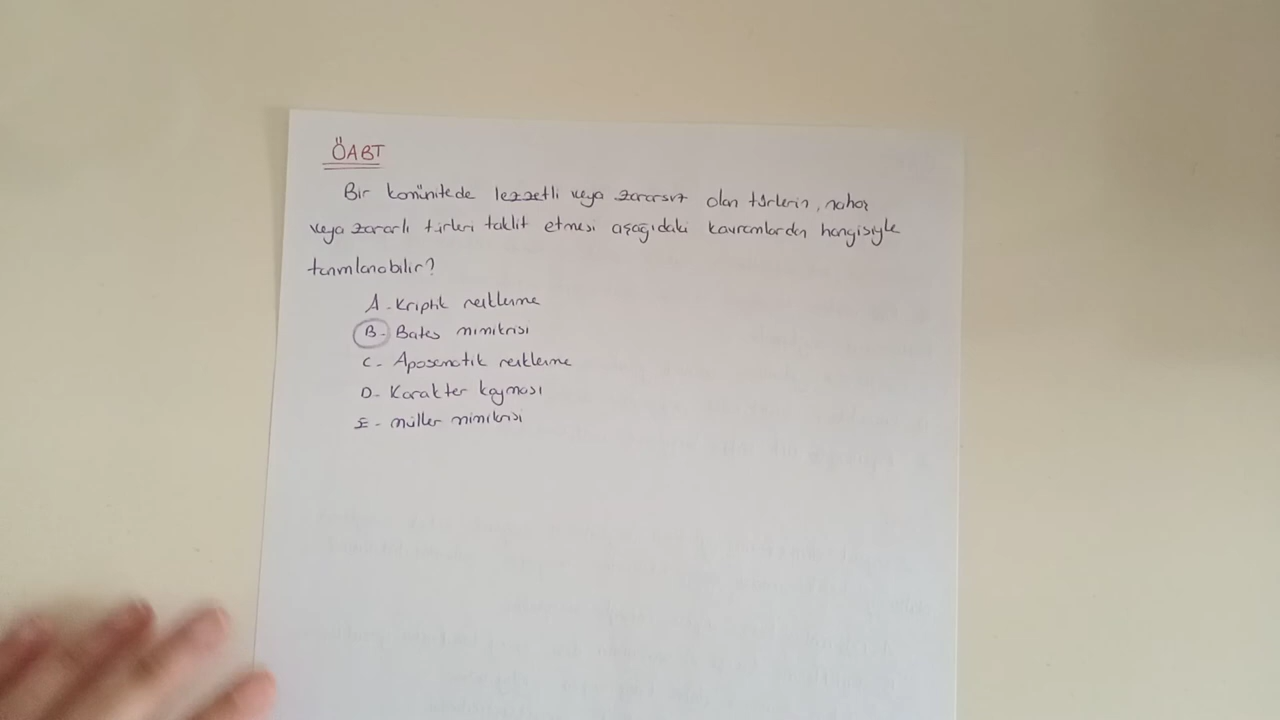 ÖABT
Bir komünitede lezzetli veya zararsız olan türlerin, nahoş
veya zararlı türleri taklit etmesi aşağıdaki kavramlardan hangisiyle
tanımlanabilir?
A - Kriptik renklenme
B - Bates mimikrisi
C - Aposematik renklenme
D - Karakter kayması
E - müller mimikrisi